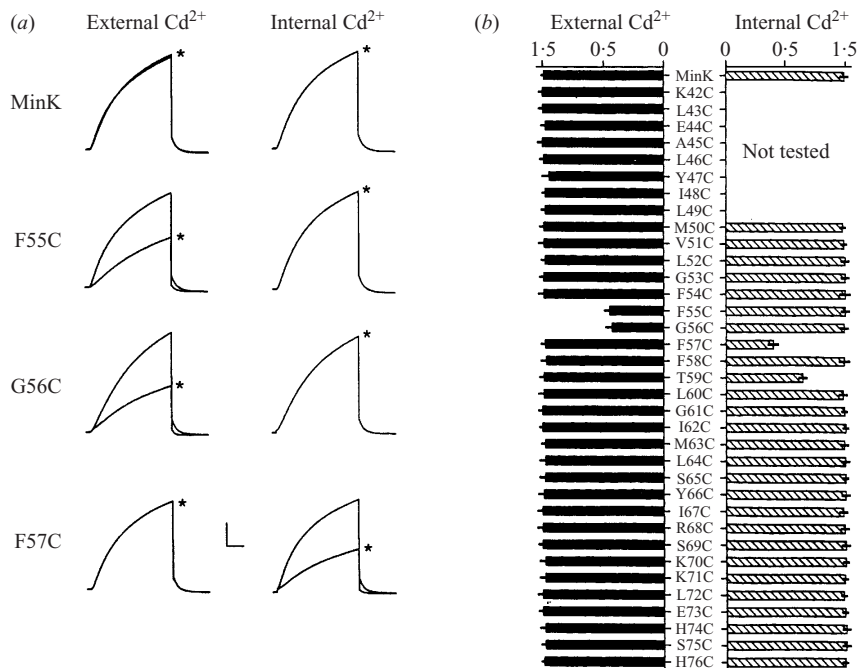 (a) External Cd²⁺ Internal Cd²⁺
MinK
*
*
F55C
*
*
G56C
*
*
F57C
*
*
(b) External Cd²⁺ Internal Cd²⁺
1·5 0·5 0 0 0·5 1·5
MinK
K42C
L43C
E44C
A45C
L46C
Y47C
I48C
L49C
Not tested
M50C
V51C
L52C
G53C
F54C
F55C
G56C
F57C
F58C
T59C
L60C
G61C
I62C
M63C
L64C
S65C
Y66C
I67C
R68C
S69C
K70C
K71C
L72C
E73C
H74C
S75C
H76C